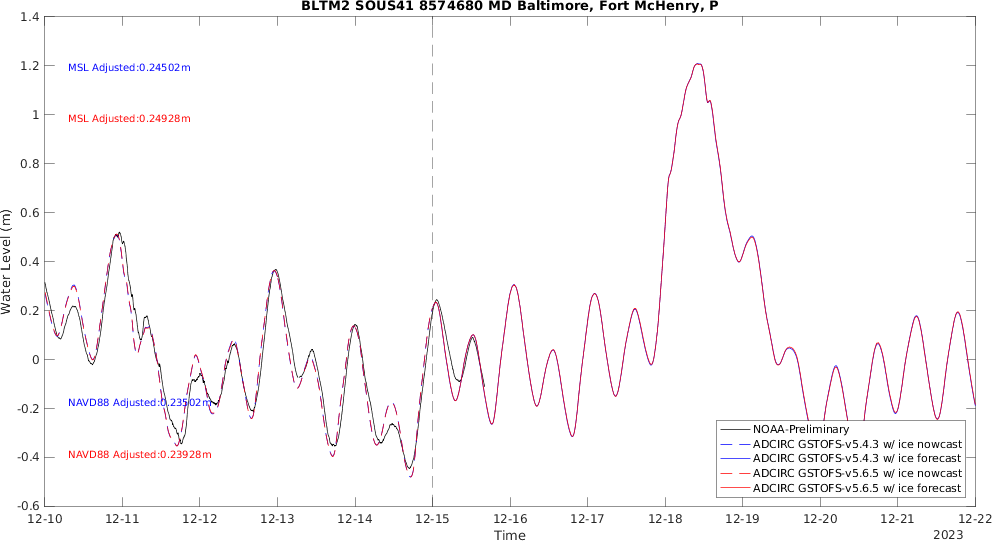 BLTM2 SOUS41 8574680 MD Baltimore, Fort McHenry, P
1.4
1.2
1
0.8
0.6
0.4
0.2
0
-0.2
-0.4
-0.6
Water Level (m)
MSL Adjusted:0.24502m
MSL Adjusted:0.24928m
NAVD88 Adjusted:0.23502m
NAVD88 Adjusted:0.23928m
NOAA-Preliminary
ADCIRC GSTOFS-v5.4.3 w/ ice nowcast
ADCIRC GSTOFS-v5.4.3 w/ ice forecast
ADCIRC GSTOFS-v5.6.5 w/ ice nowcast
ADCIRC GSTOFS-v5.6.5 w/ ice forecast
12-10 12-11 12-12 12-13 12-14 12-15 12-16 12-17 12-18 12-19 12-20 12-21 12-22
Time
2023